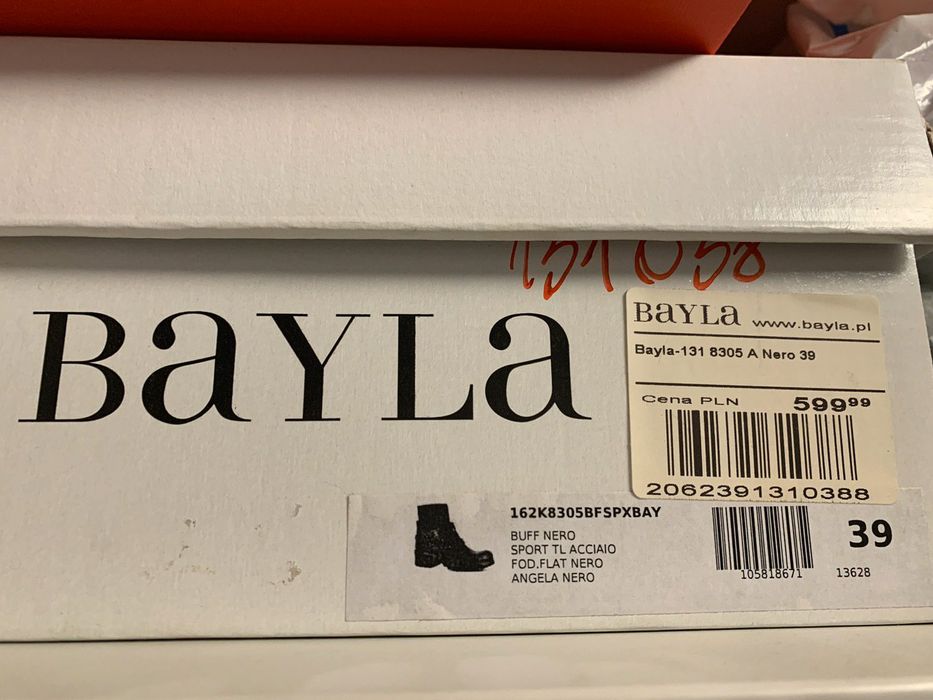 BAYLA
BAYLA www.bayla.pl
Bayla-131 8305 A Nero 39
Cena PLN 599⁹⁹
2062391310388
162K8305BFSPXBAY
BUFF NERO
SPORT TL ACCIAIO
FOD.FLAT NERO
ANGELA NERO
105818671 13628
39